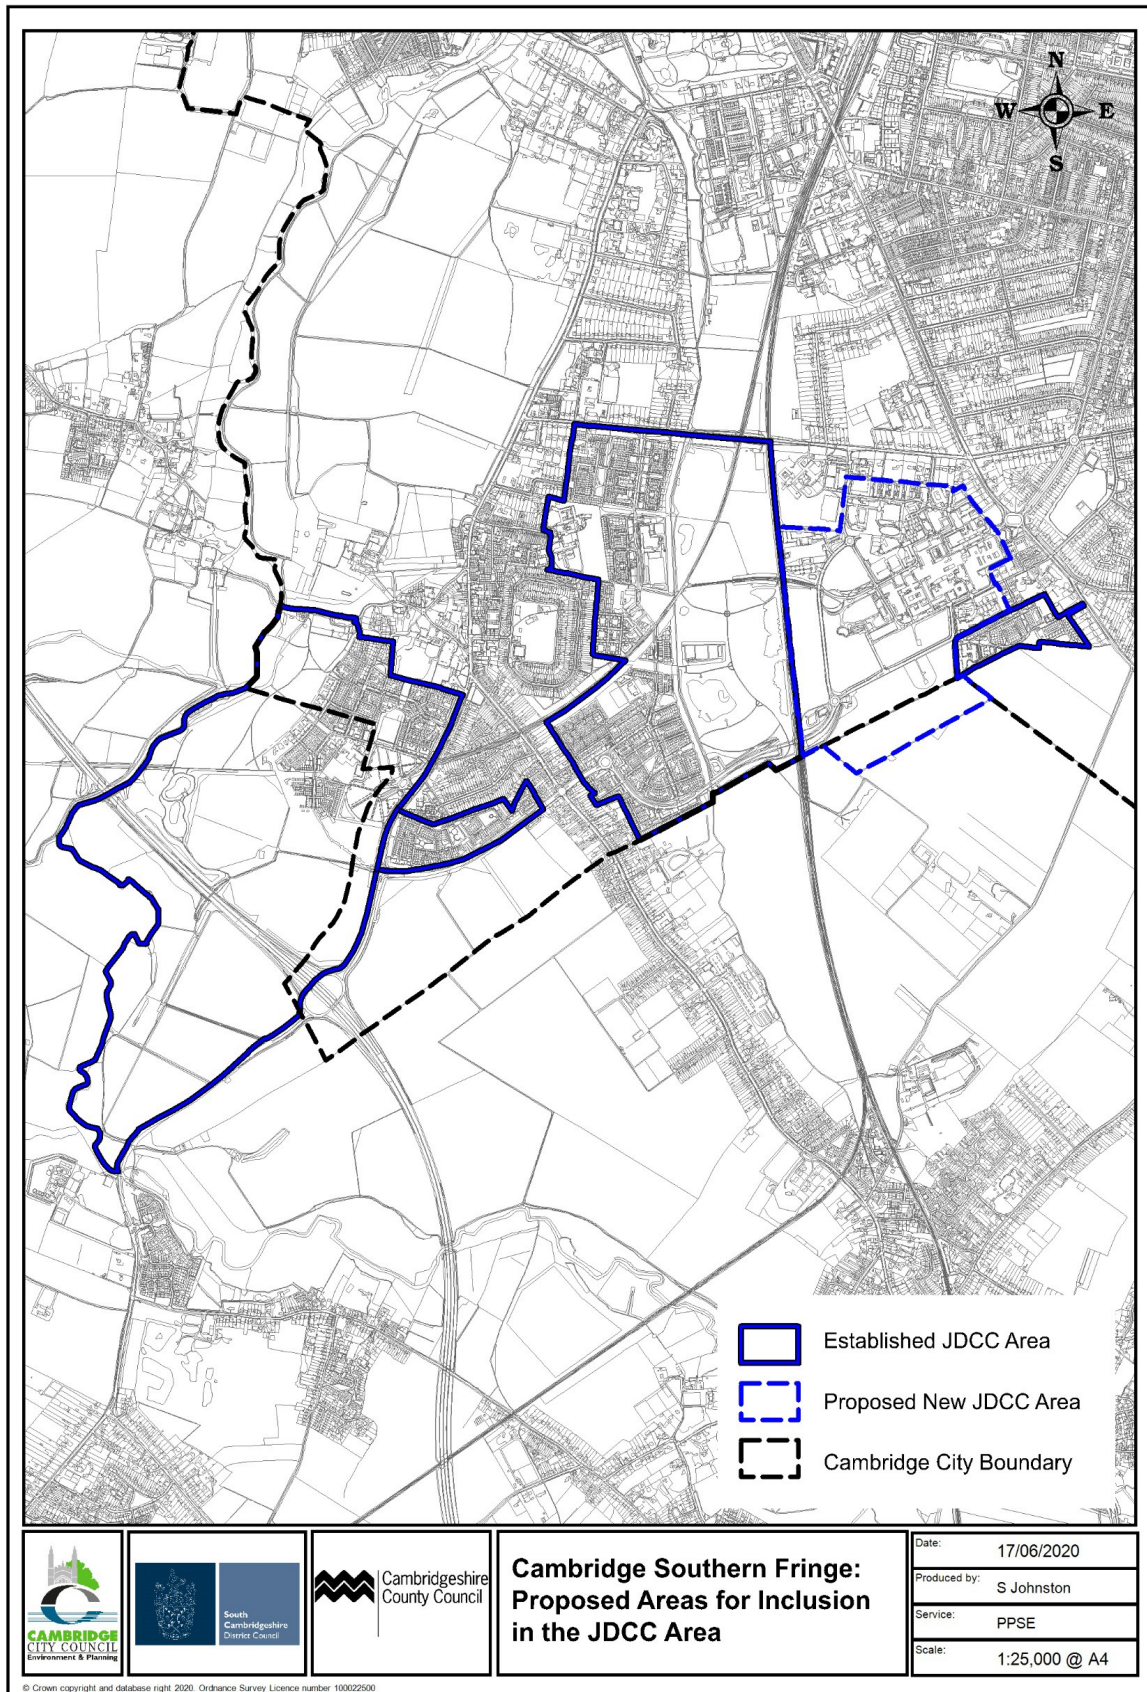 N
W E
S
Established JDCC Area
Proposed New JDCC Area
Cambridge City Boundary
CAMBRIDGE
CITY COUNCIL
Environment & Planning
South
Cambridgeshire
District Council
Cambridgeshire
County Council
Cambridge Southern Fringe:
Proposed Areas for Inclusion
in the JDCC Area
Date: 17/06/2020
Produced by: S Johnston
Service: PPSE
Scale: 1:25,000 @ A4
© Crown copyright and database right 2020. Ordnance Survey Licence number 100022500